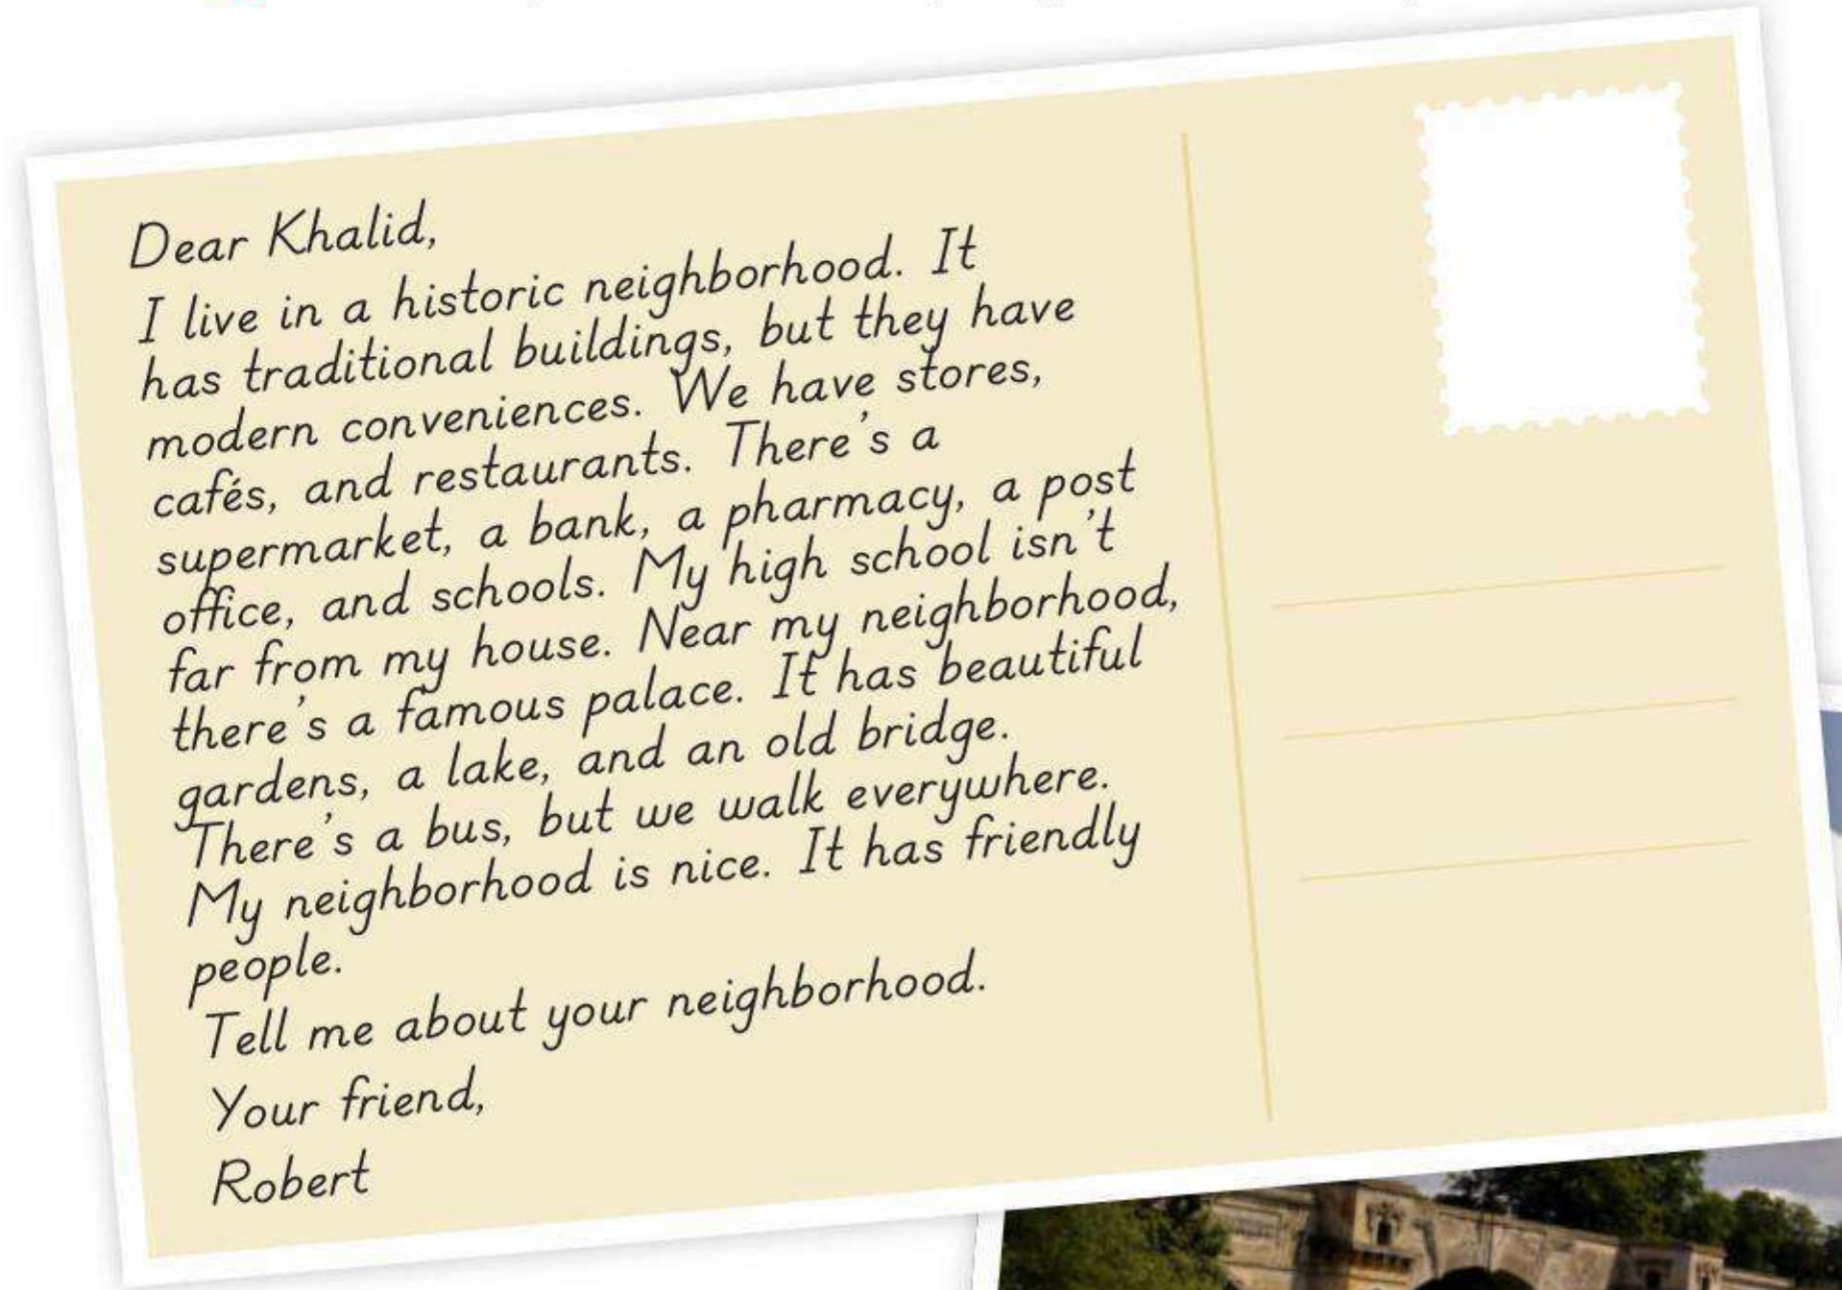 Dear Khalid,
I live in a historic neighborhood. It
has traditional buildings, but they have
modern conveniences. We have stores,
cafés, and restaurants. There's a
supermarket, a bank, a pharmacy, a post
office, and schools. My high school isn't
far from my house. Near my neighborhood,
there's a famous palace. It has beautiful
gardens, a lake, and an old bridge.
There's a bus, but we walk everywhere.
My neighborhood is nice. It has friendly
people.
Tell me about your neighborhood.
Your friend,
Robert